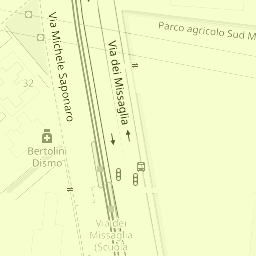 Via Michele Saponaro
Via dei Missaglia
Parco agricolo Sud M
32
Bertolini
Dismo
Via dei
Missaglia
(Scuola